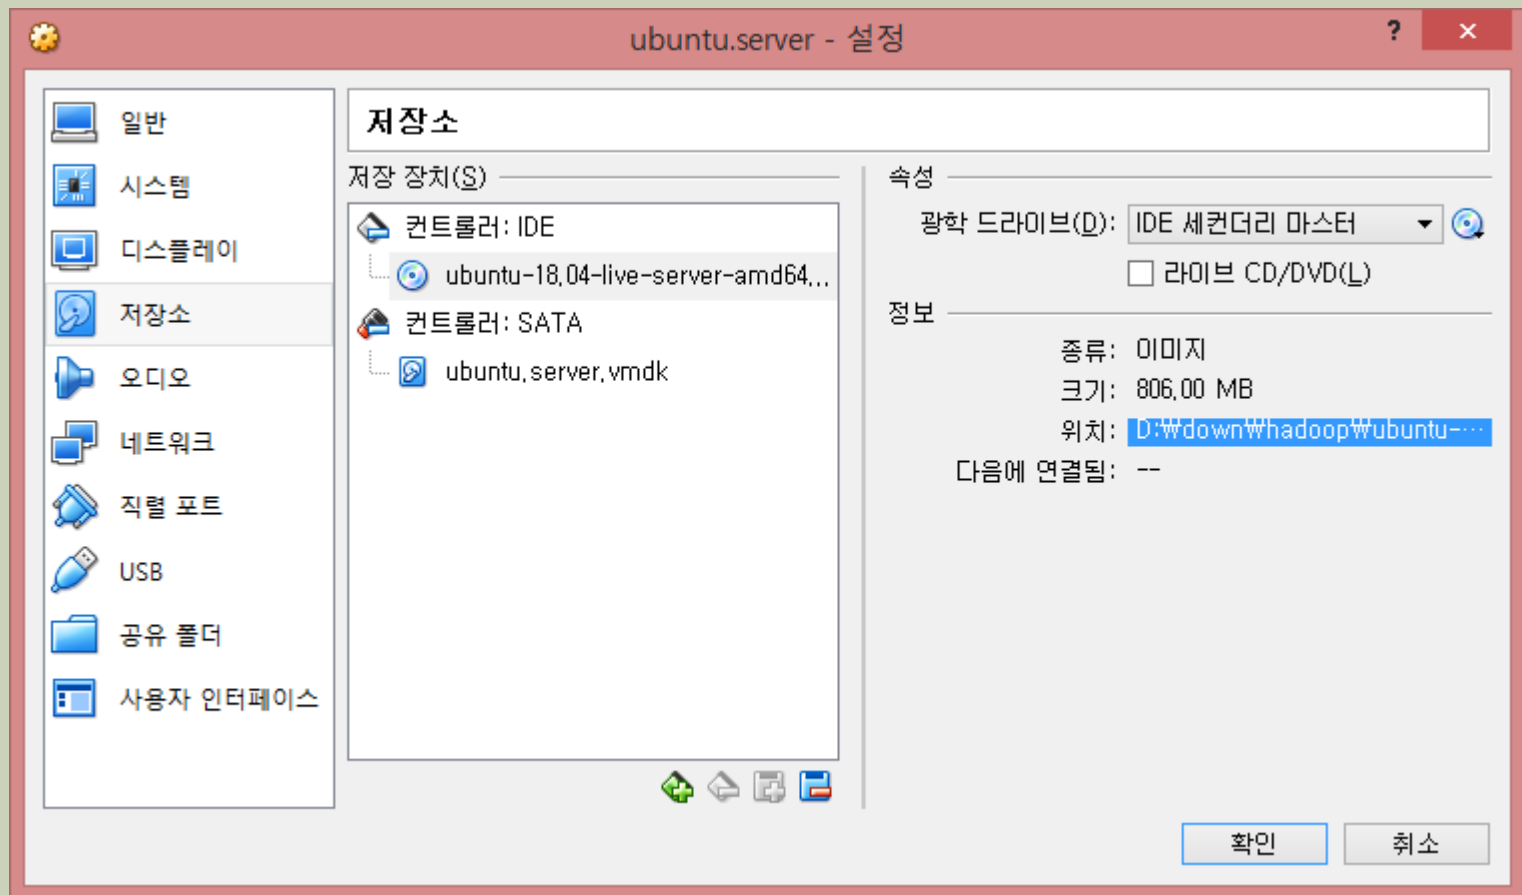 ubuntu.server - 설정
?
일반
시스템
디스플레이
저장소
오디오
네트워크
직렬 포트
USB
공유 폴더
사용자 인터페이스
저장소
저장 장치(S)
컨트롤러: IDE
ubuntu-18.04-live-server-amd64...
컨트롤러: SATA
ubuntu.server.vmdk
속성
광학 드라이브(D): IDE 세컨더리 마스터
라이브 CD/DVD(L)
정보
종류: 이미지
크기: 806.00 MB
위치: D:₩down₩hadoop₩ubuntu-...
다음에 연결됨: --
확인
취소